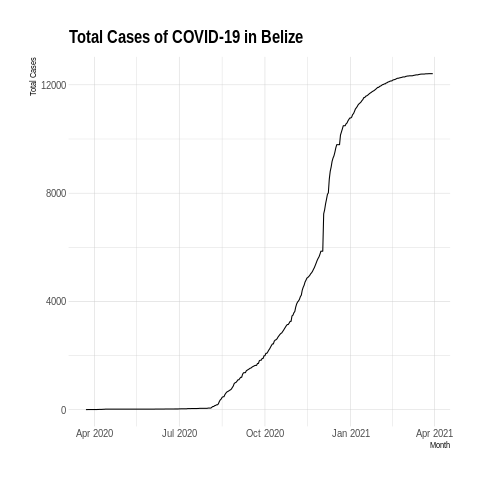 Total Cases of COVID-19 in Belize
Total Cases
12000
8000
4000
0
Apr 2020 Jul 2020 Oct 2020 Jan 2021 Apr 2021
Month